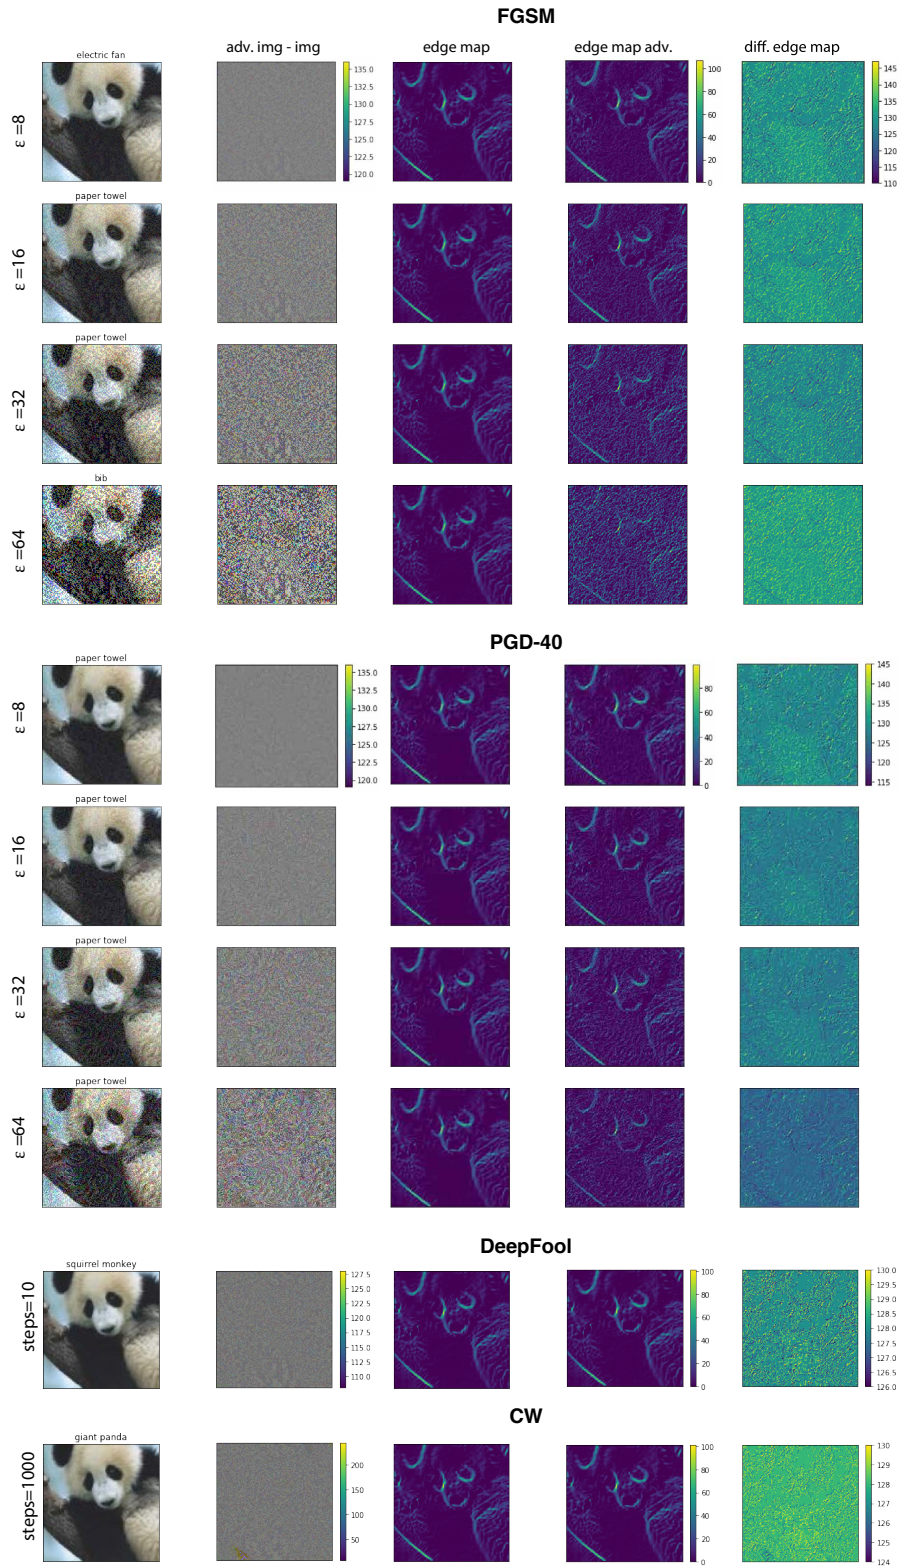 FGSM
adv. img - img
edge map
edge map adv.
diff. edge map
electric fan
ε =8
135.0
132.5
130.0
127.5
125.0
122.5
120.0
100
80
60
40
20
0
145
140
135
130
125
120
115
110
paper towel
ε =16
paper towel
ε =32
bib
ε =64
PGD-40
paper towel
ε =8
135.0
132.5
130.0
127.5
125.0
122.5
120.0
80
60
40
20
0
145
140
135
130
125
120
115
paper towel
ε =16
paper towel
ε =32
paper towel
ε =64
DeepFool
squirrel monkey
steps=10
127.5
125.0
122.5
120.0
117.5
115.0
112.5
110.0
100
80
60
40
20
0
130.0
129.5
129.0
128.5
128.0
127.5
127.0
126.5
126.0
CW
giant panda
steps=1000
200
150
100
50
100
80
60
40
20
0
130
129
128
127
126
125
124